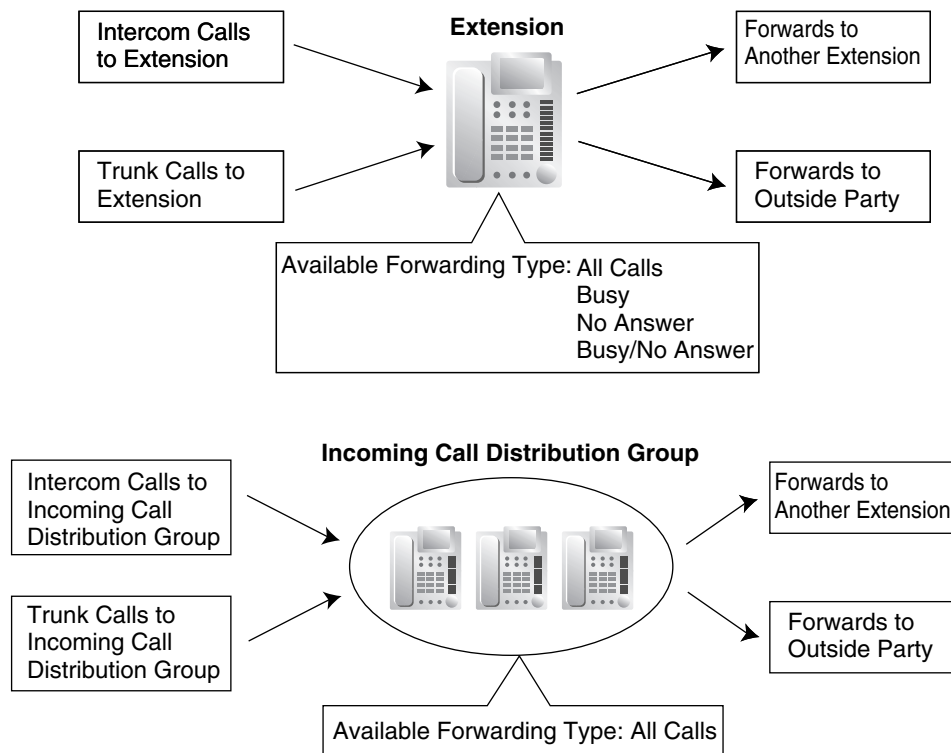 Extension
Intercom Calls
to Extension
Trunk Calls to
Extension
Forwards to
Another Extension
Forwards to
Outside Party
Available Forwarding Type: All Calls
Busy
No Answer
Busy/No Answer
Incoming Call Distribution Group
Intercom Calls to
Incoming Call
Distribution Group
Trunk Calls to
Incoming Call
Distribution Group
Forwards to
Another Extension
Forwards to
Outside Party
Available Forwarding Type: All Calls